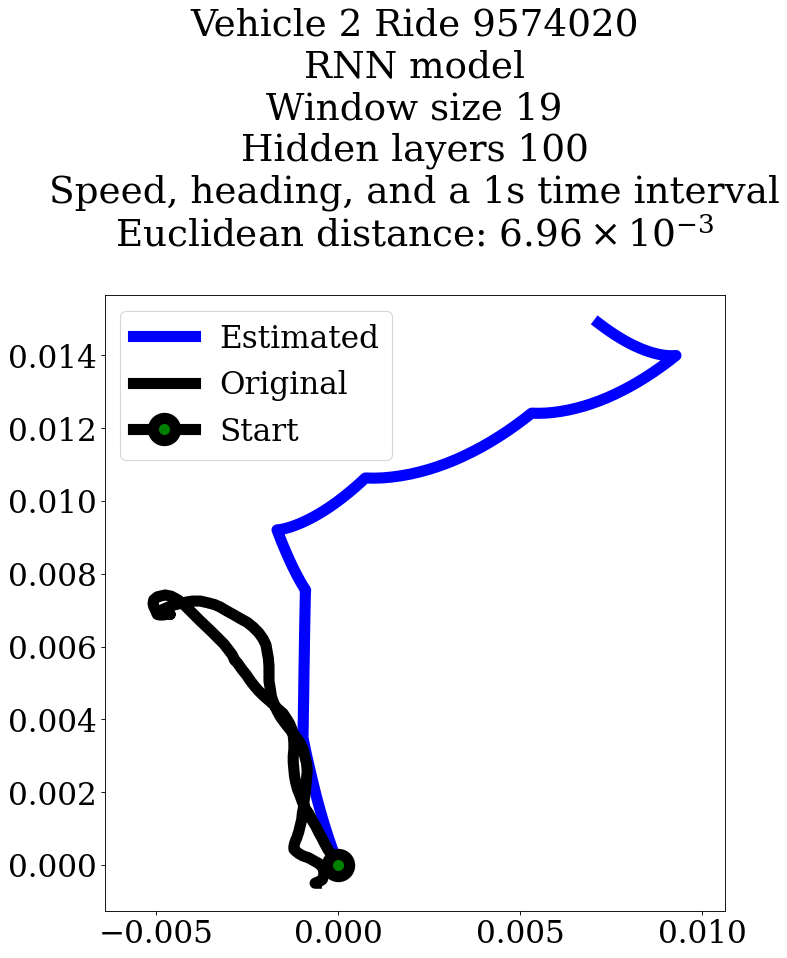 Vehicle 2 Ride 9574020
RNN model
Window size 19
Hidden layers 100
Speed, heading, and a 1s time interval
Euclidean distance: 6.96 × 10⁻³
Estimated
Original
Start
0.014
0.012
0.010
0.008
0.006
0.004
0.002
0.000
−0.005 0.000 0.005 0.010